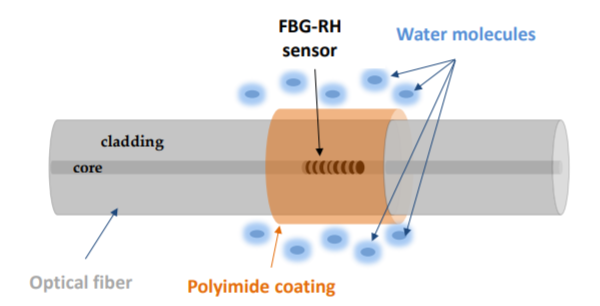 FBG-RH
sensor
Water molecules
cladding
core
Optical fiber
Polyimide coating